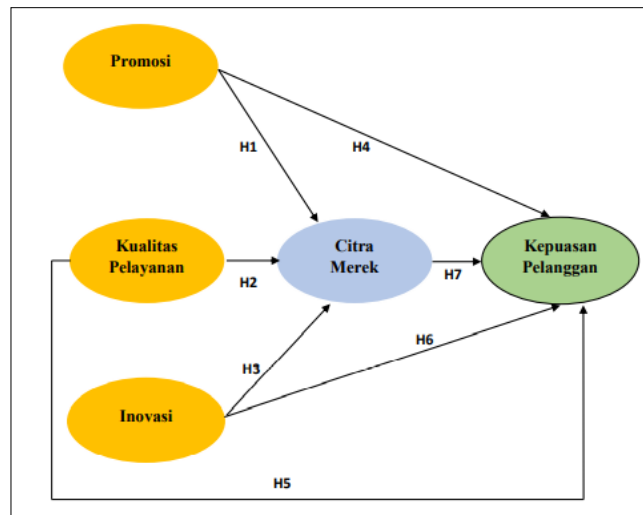 Promosi
H1
H4
Kualitas
Pelayanan
H2
Citra
Merek
H7
Kepuasan
Pelanggan
H3
H6
Inovasi
H5